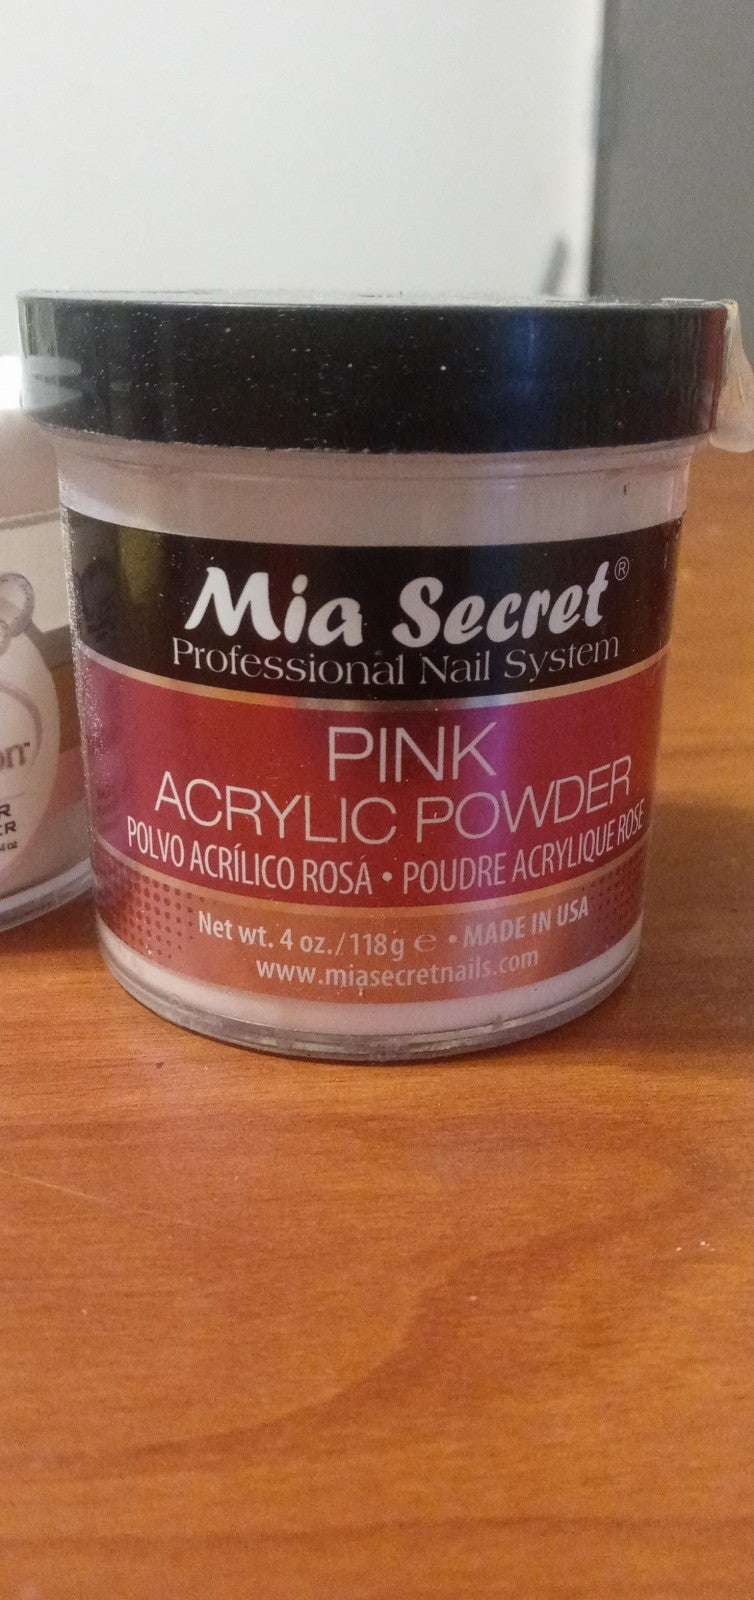 Mia Secret®
Professional Nail System
PINK
ACRYLIC POWDER
POLVO ACRÍLICO ROSA • POUDRE ACRYLIQUE ROSE
Net wt. 4 oz./118g e • MADE IN USA
www.miasecretnails.com